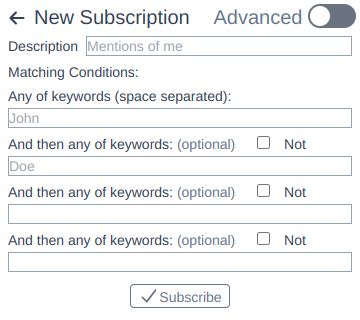 New Subscription Advanced
Description Mentions of me
Matching Conditions:
Any of keywords (space separated):
John
And then any of keywords: (optional) Not
Doe
And then any of keywords: (optional) Not
And then any of keywords: (optional) Not
Subscribe